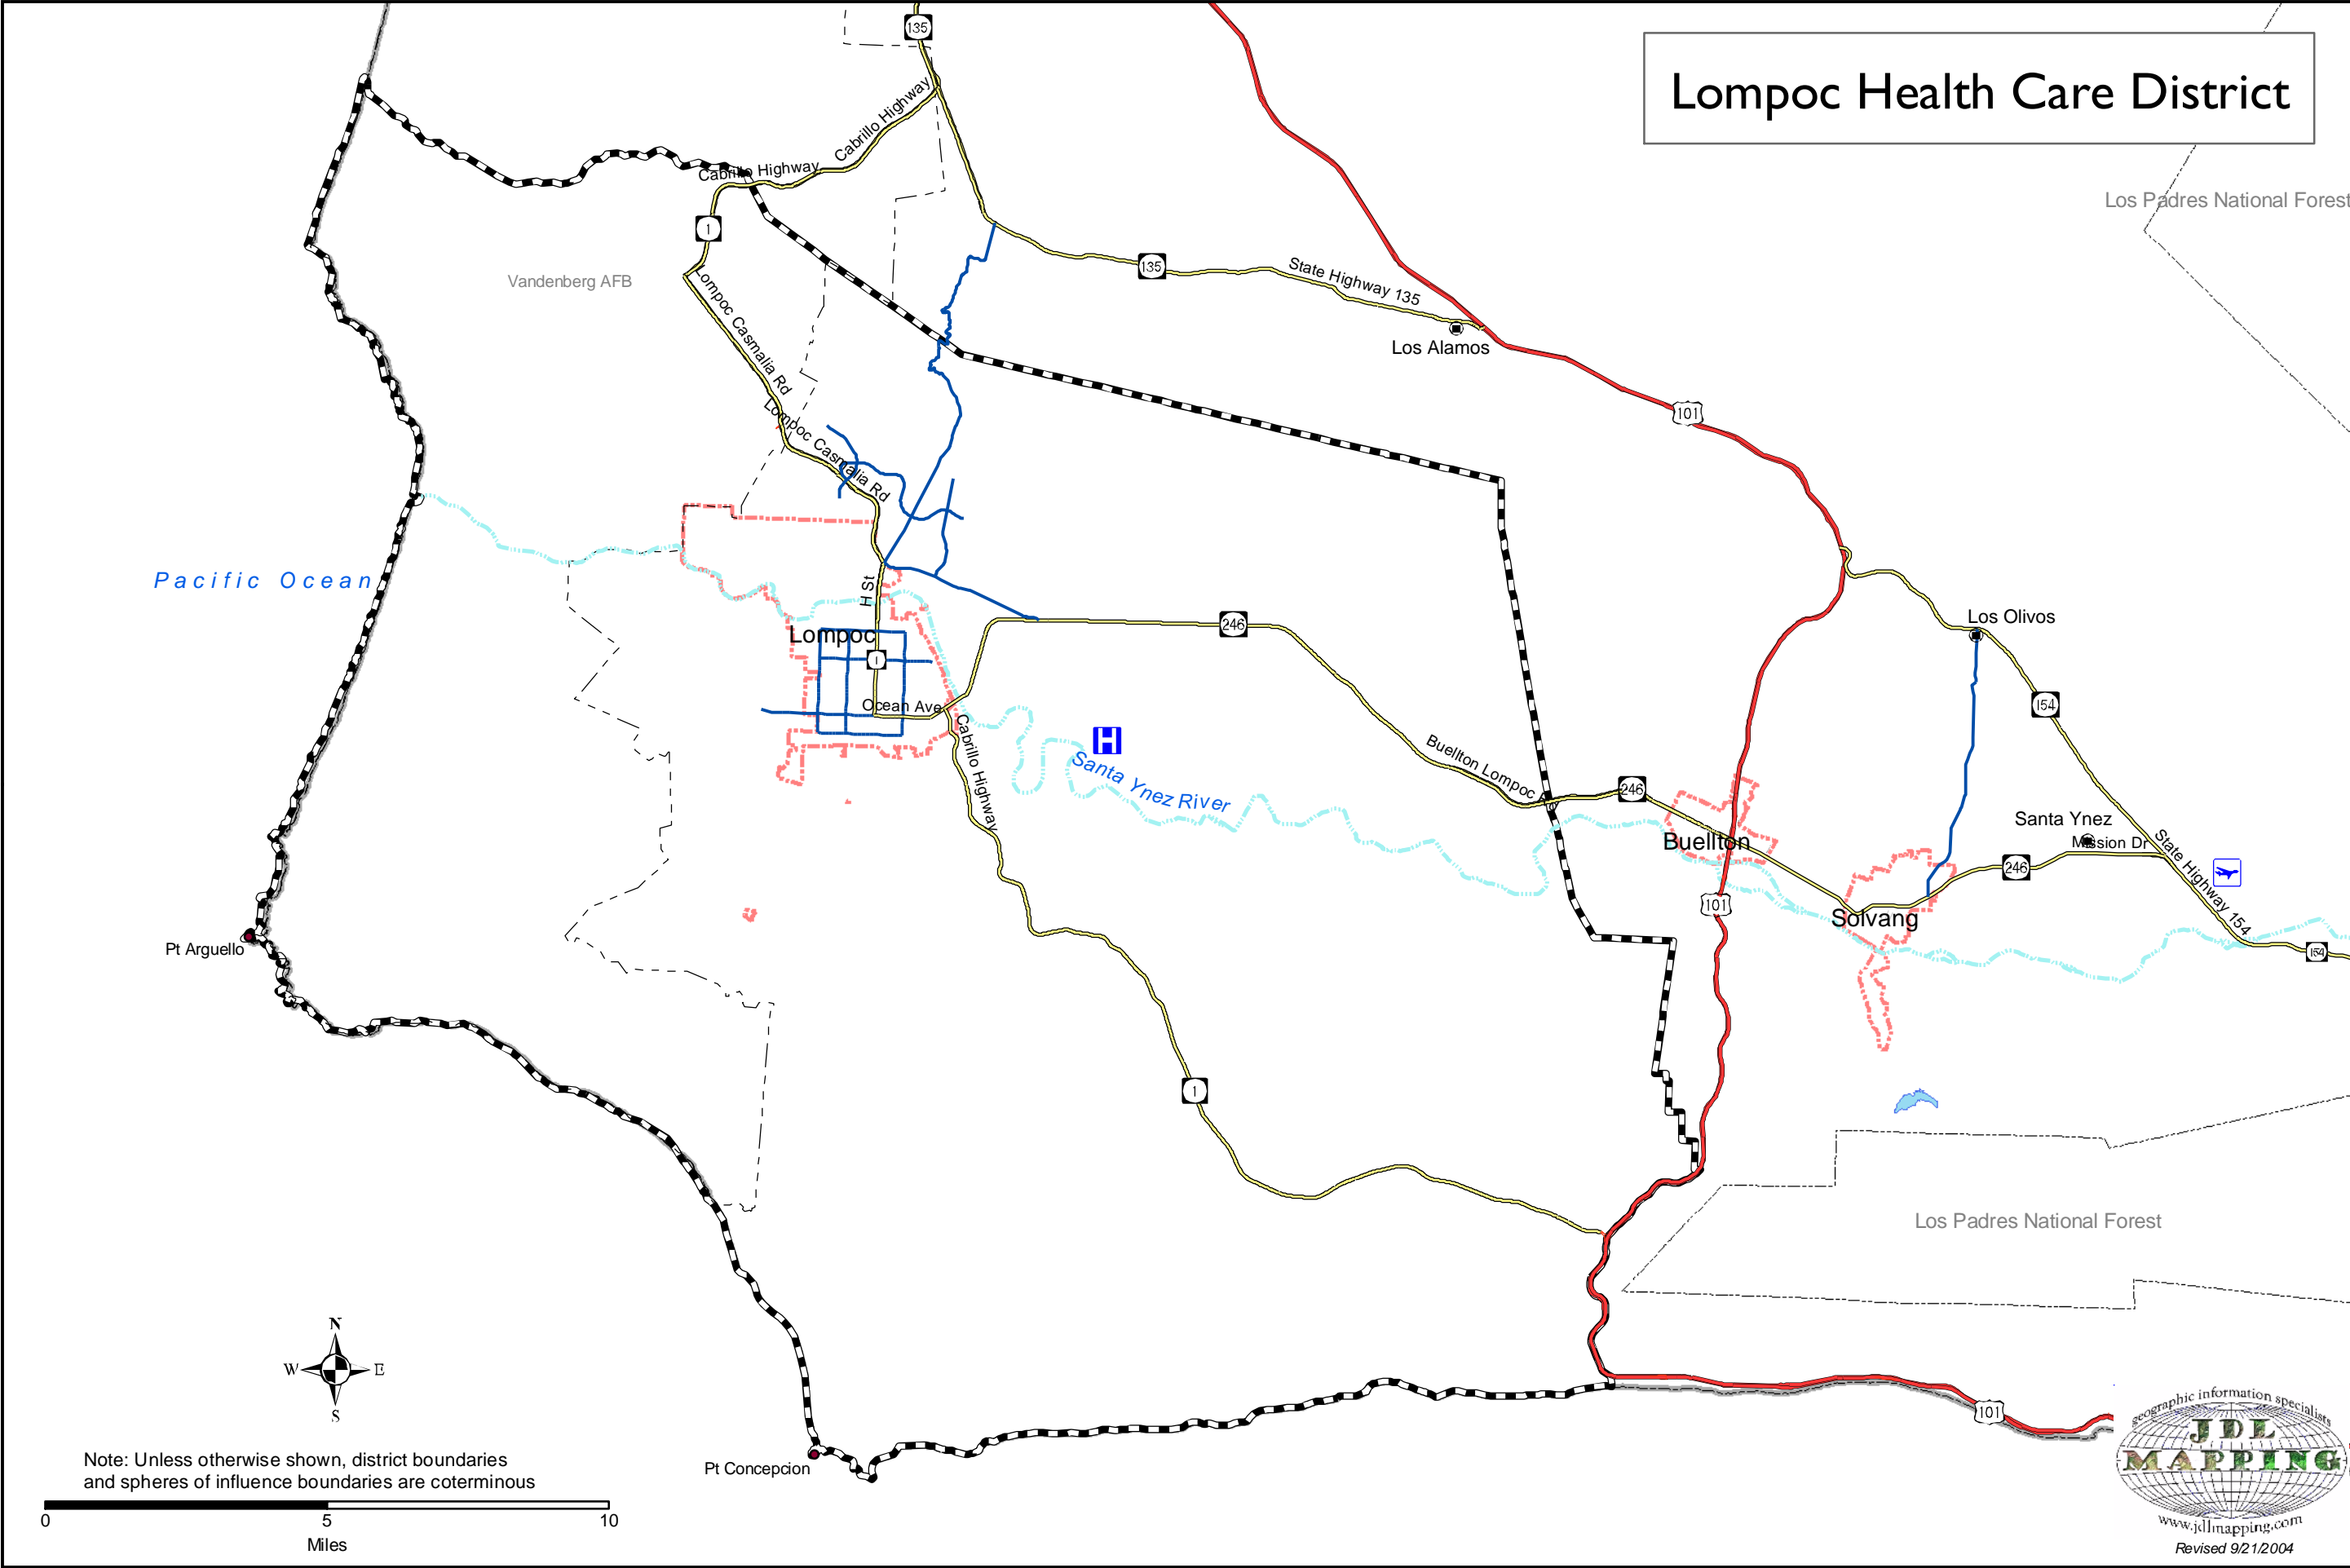 135
Lompoc Health Care District
Cabrillo Highway
Cabrillo Highway
Los Padres National Forest
1
135
State Highway 135
Vandenberg AFB
Lompoc Casmalia Rd
Los Alamos
101
Lompoc Casmalia Rd
Pacific Ocean
H St
246
Los Olivos
Lompoc
1
154
Ocean Ave
Cabrillo Highway
Santa Ynez River
H
Buellton Lompoc
246
Santa Ynez
Mission Dr
Buellton
State Highway 154
246
101
Solvang
Pt Arguello
154
1
Los Padres National Forest
N
W E
S
101
geographic information specialists
JDL
MAPPING
www.jdlmapping.com
Revised 9/21/2004
Note: Unless otherwise shown, district boundaries
and spheres of influence boundaries are coterminous
Pt Concepcion
0 5 10
Miles